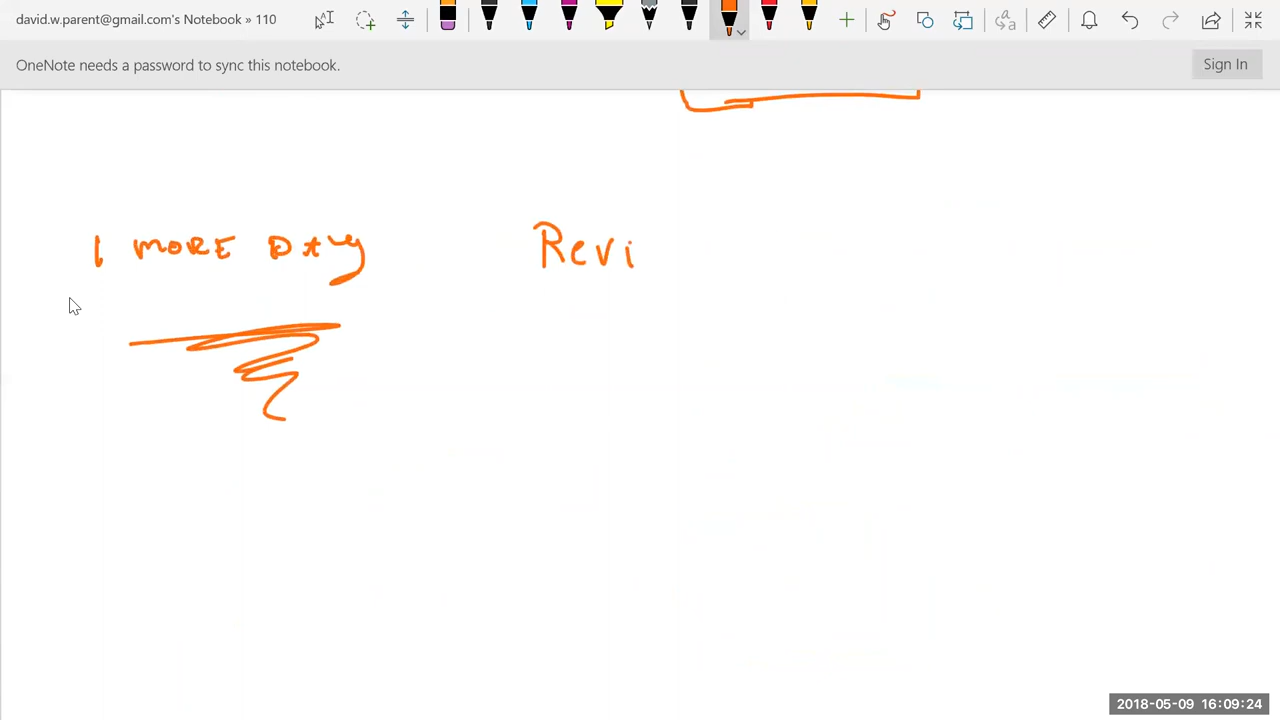 david.w.parent@gmail.com's Notebook » 110
OneNote needs a password to sync this notebook.
Sign In
1 MORE DAy
Revi
2018-05-09 16:09:24